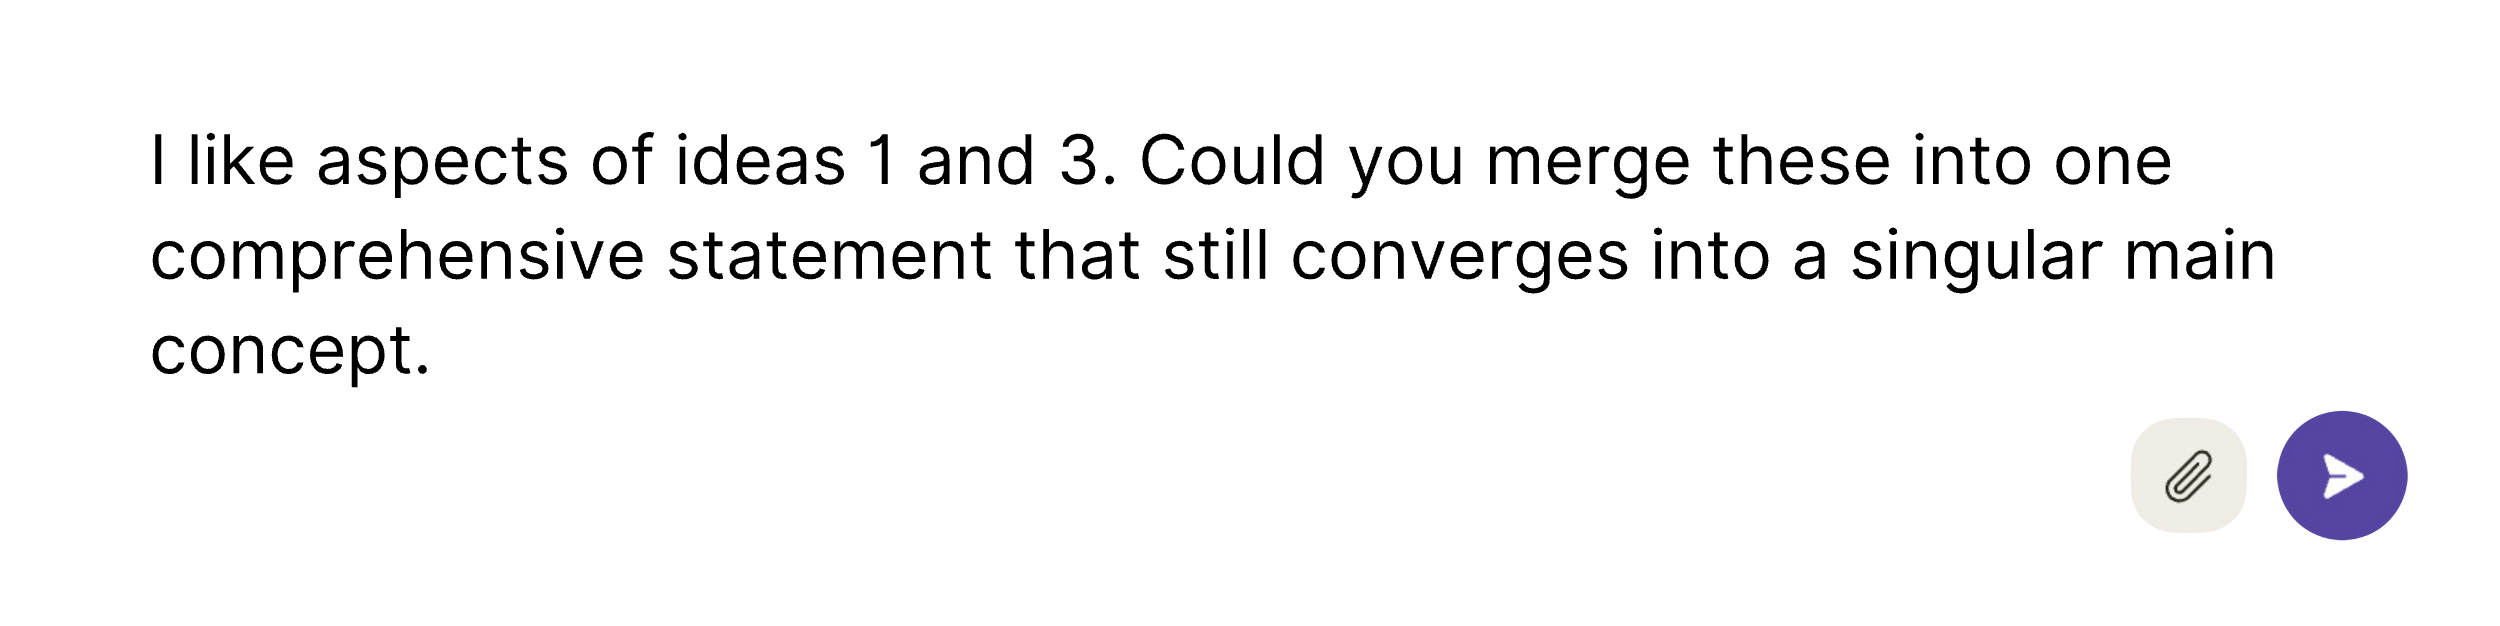 I like aspects of ideas 1 and 3. Could you merge these into one
comprehensive statement that still converges into a singular main
concept.